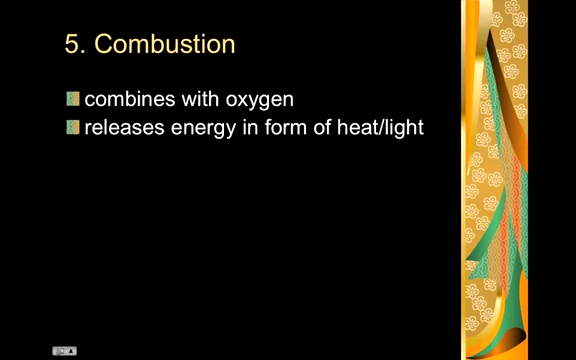 5. Combustion
combines with oxygen
releases energy in form of heat/light